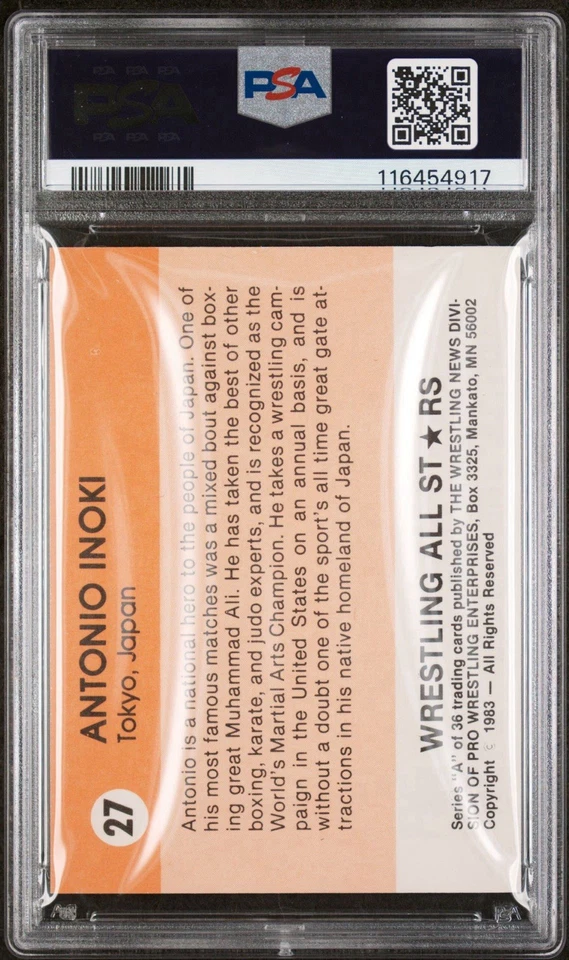 PSA
116454917
27
ANTONIO INOKI
Tokyo, Japan
Antonio is a national hero to the people of Japan. One of
his most famous matches was a mixed bout against box-
ing great Muhammad Ali. He has taken the best of other
boxing, karate, and judo experts, and is recognized as the
World's Martial Arts Champion. He takes a wrestling cam-
paign in the United States on an annual basis, and is
without a doubt one of the sport's all time great gate at-
tractions in his native homeland of Japan.
WRESTLING ALL ST★RS
Series "A" of 36 trading cards published by THE WRESTLING NEWS DIVI-
SION OF PRO WRESTLING ENTERPRISES, Box 3325, Mankato, MN 56002
Copyright © 1983 — All Rights Reserved